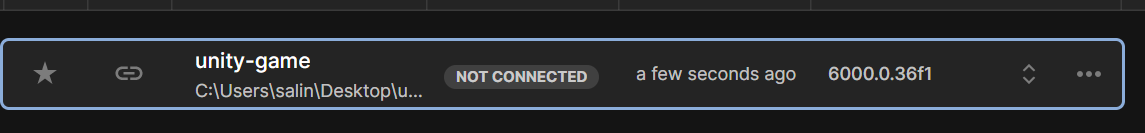 unity-game
C:\Users\salin\Desktop\u...
NOT CONNECTED
a few seconds ago
6000.0.36f1